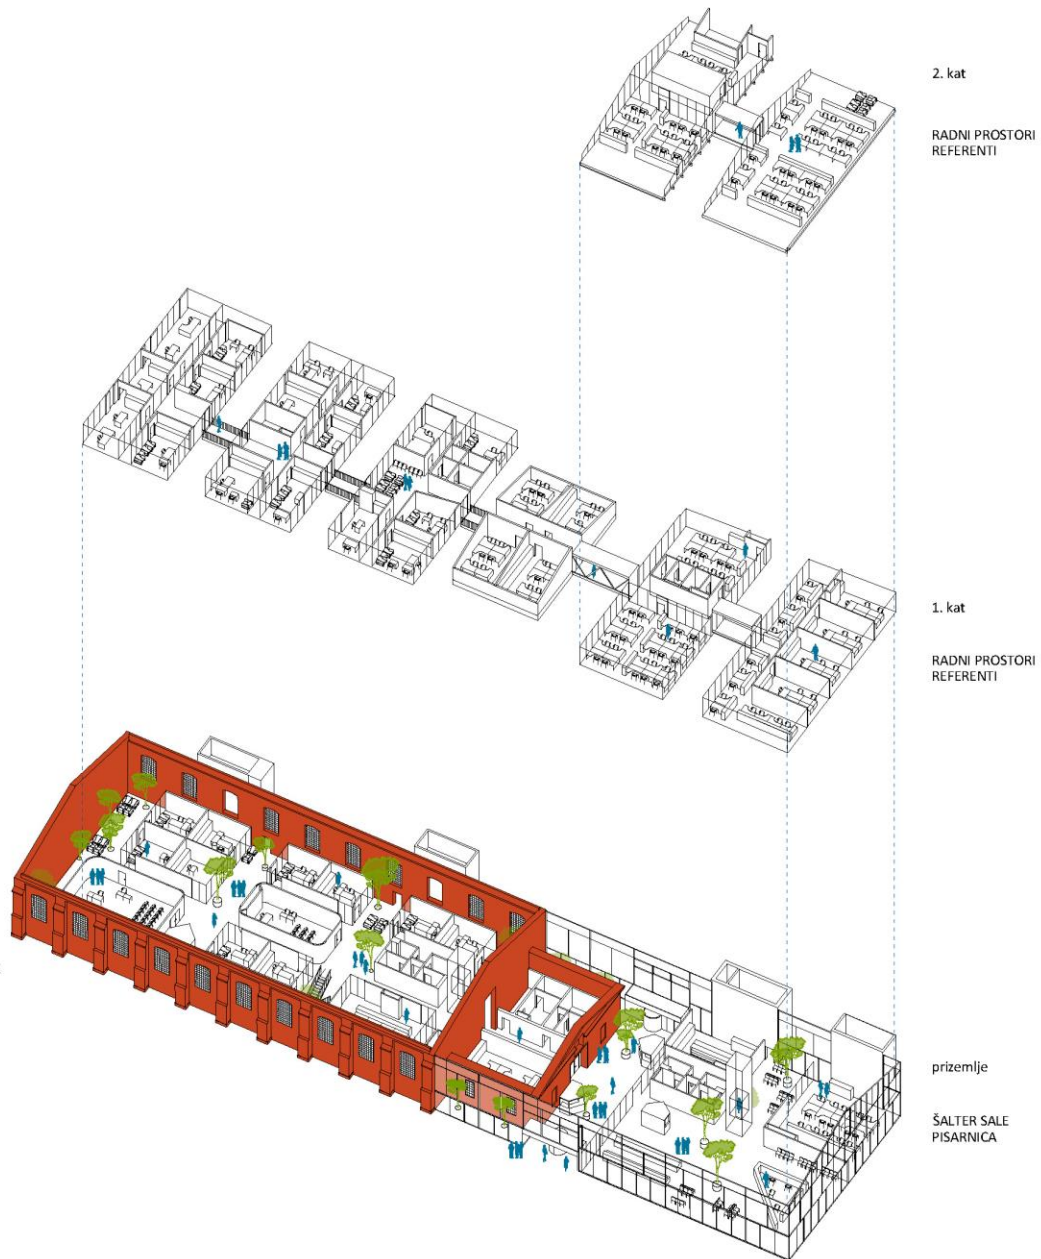 2. kat
RADNI PROSTORI
REFERENTI
1. kat
RADNI PROSTORI
REFERENTI
prizemlje
ŠALTER SALE
PISARNICA